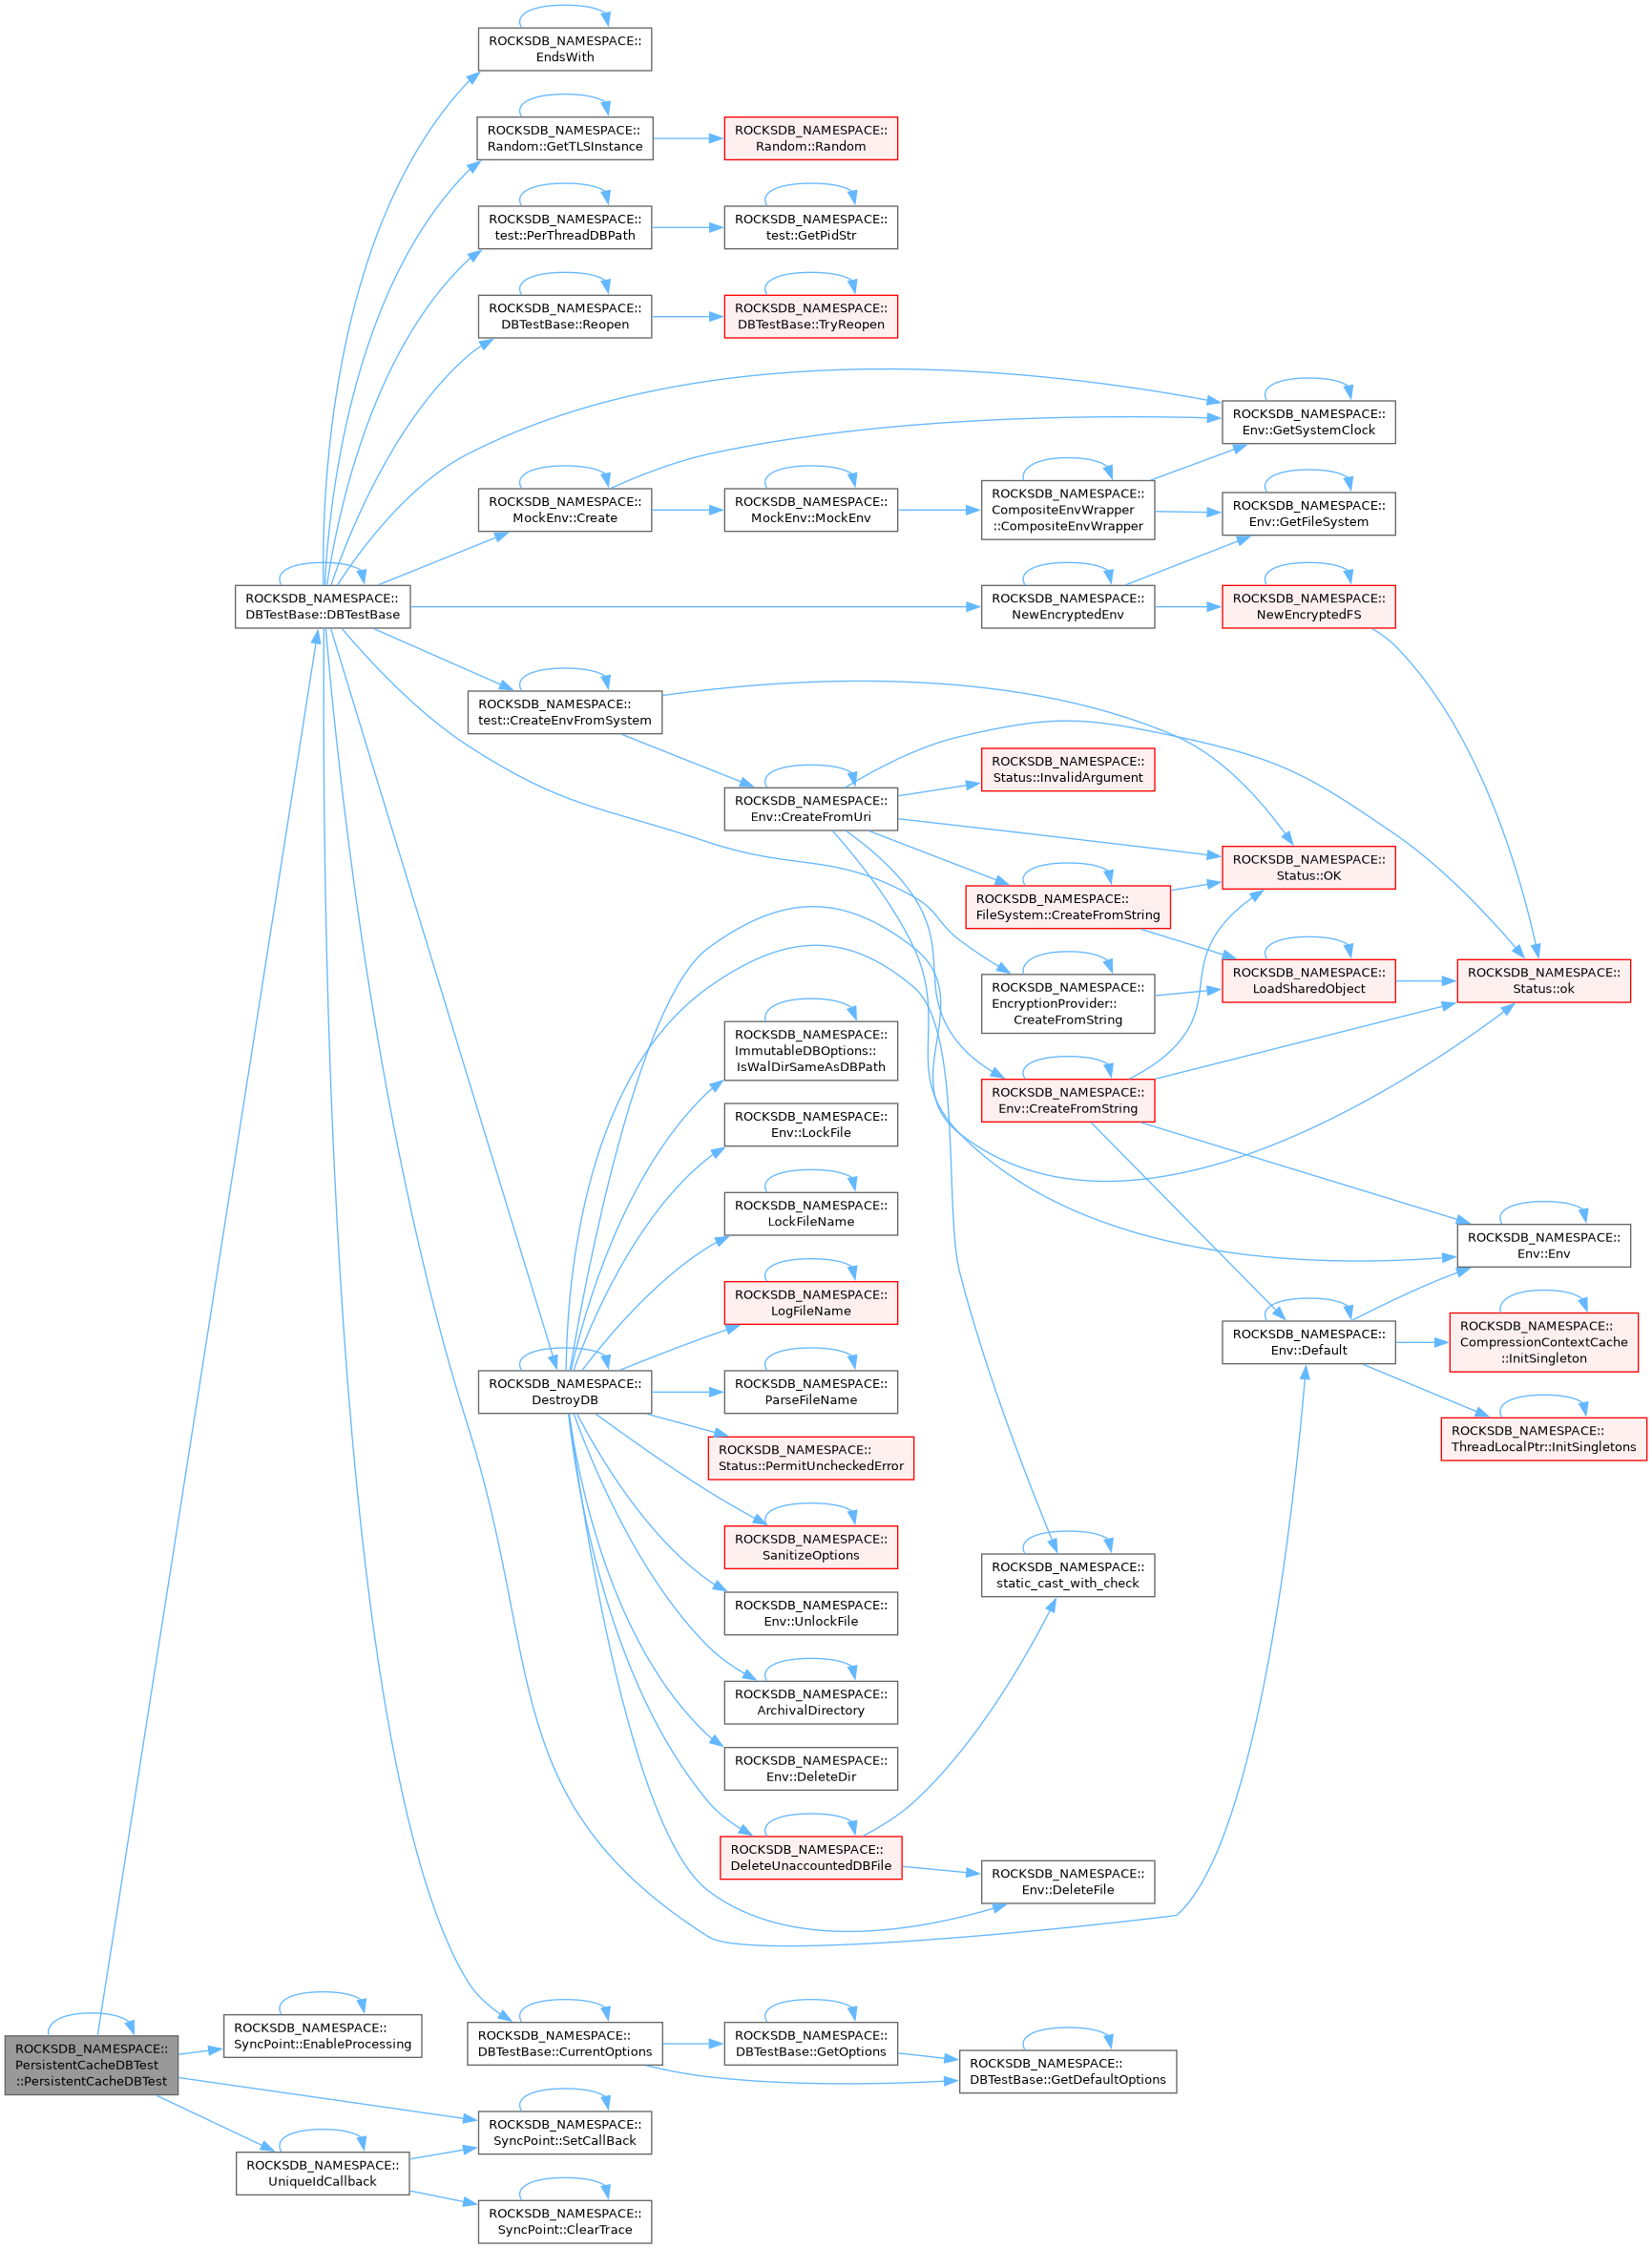 ROCKSDB_NAMESPACE::
EndsWith
ROCKSDB_NAMESPACE::
Random::GetTLSInstance
ROCKSDB_NAMESPACE::
Random::Random
ROCKSDB_NAMESPACE::
test::PerThreadDBPath
ROCKSDB_NAMESPACE::
test::GetPidStr
ROCKSDB_NAMESPACE::
DBTestBase::Reopen
ROCKSDB_NAMESPACE::
DBTestBase::TryReopen
ROCKSDB_NAMESPACE::
Env::GetSystemClock
ROCKSDB_NAMESPACE::
MockEnv::Create
ROCKSDB_NAMESPACE::
MockEnv::MockEnv
ROCKSDB_NAMESPACE::
CompositeEnvWrapper
::CompositeEnvWrapper
ROCKSDB_NAMESPACE::
Env::GetFileSystem
ROCKSDB_NAMESPACE::
DBTestBase::DBTestBase
ROCKSDB_NAMESPACE::
NewEncryptedEnv
ROCKSDB_NAMESPACE::
NewEncryptedFS
ROCKSDB_NAMESPACE::
test::CreateEnvFromSystem
ROCKSDB_NAMESPACE::
Status::InvalidArgument
ROCKSDB_NAMESPACE::
Env::CreateFromUri
ROCKSDB_NAMESPACE::
Status::OK
ROCKSDB_NAMESPACE::
FileSystem::CreateFromString
ROCKSDB_NAMESPACE::
EncryptionProvider::
CreateFromString
ROCKSDB_NAMESPACE::
LoadSharedObject
ROCKSDB_NAMESPACE::
Status::ok
ROCKSDB_NAMESPACE::
ImmutableDBOptions::
IsWalDirSameAsDBPath
ROCKSDB_NAMESPACE::
Env::CreateFromString
ROCKSDB_NAMESPACE::
Env::LockFile
ROCKSDB_NAMESPACE::
LockFileName
ROCKSDB_NAMESPACE::
Env::Env
ROCKSDB_NAMESPACE::
LogFileName
ROCKSDB_NAMESPACE::
Env::Default
ROCKSDB_NAMESPACE::
CompressionContextCache
::InitSingleton
ROCKSDB_NAMESPACE::
DestroyDB
ROCKSDB_NAMESPACE::
ParseFileName
ROCKSDB_NAMESPACE::
ThreadLocalPtr::InitSingletons
ROCKSDB_NAMESPACE::
Status::PermitUncheckedError
ROCKSDB_NAMESPACE::
SanitizeOptions
ROCKSDB_NAMESPACE::
static_cast_with_check
ROCKSDB_NAMESPACE::
Env::UnlockFile
ROCKSDB_NAMESPACE::
ArchivalDirectory
ROCKSDB_NAMESPACE::
Env::DeleteDir
ROCKSDB_NAMESPACE::
DeleteUnaccountedDBFile
ROCKSDB_NAMESPACE::
Env::DeleteFile
ROCKSDB_NAMESPACE::
PersistentCacheDBTest
::PersistentCacheDBTest
ROCKSDB_NAMESPACE::
SyncPoint::EnableProcessing
ROCKSDB_NAMESPACE::
DBTestBase::CurrentOptions
ROCKSDB_NAMESPACE::
DBTestBase::GetOptions
ROCKSDB_NAMESPACE::
DBTestBase::GetDefaultOptions
ROCKSDB_NAMESPACE::
SyncPoint::SetCallBack
ROCKSDB_NAMESPACE::
UniqueIdCallback
ROCKSDB_NAMESPACE::
SyncPoint::ClearTrace